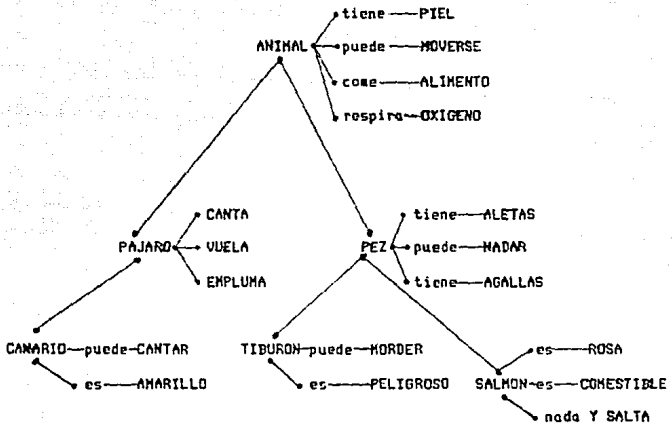 tiene PIEL
ANIMAL puede MOVERSE
come ALIMENTO
respira OXIGENO
CANTA tiene ALETAS
PAJARO VUELA PEZ puede NADAR
EMPLUMA tiene AGALLAS
CANARIO puede CANTAR TIBURON puede MORDER es ROSA
es AMARILLO es PELIGROSO SALMON es COMESTIBLE
nada Y SALTA